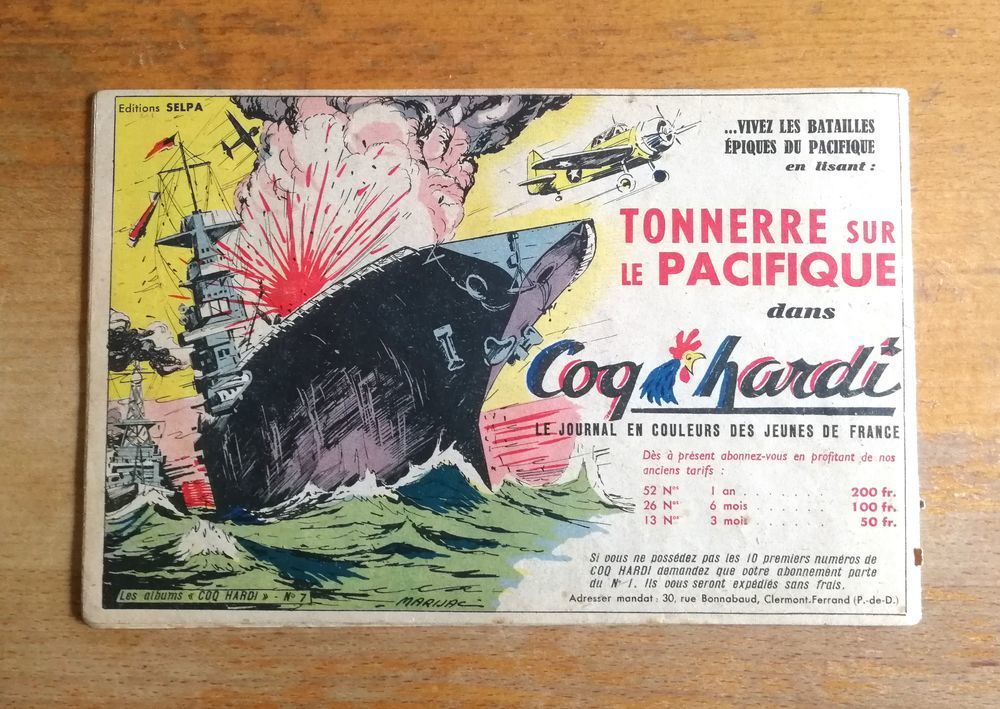 Editions SELPA
...VIVEZ LES BATAILLES
ÉPIQUES DU PACIFIQUE
en lisant :
TONNERRE SUR
LE PACIFIQUE
dans
Coq hardi
LE JOURNAL EN COULEURS DES JEUNES DE FRANCE
Dès à présent abonnez-vous en profitant de nos
anciens tarifs :
52 Nos 1 an . . . . . . . . 200 fr.
26 Nos 6 mois . . . . . . . 100 fr.
13 Nos 3 mois . . . . . . . 50 fr.
Si vous ne possédez pas les 10 premiers numéros de
COQ HARDI demandez que votre abonnement parte
du N° 1. Ils vous seront expédiés sans frais.
Adresser mandat : 30, rue Bonnabaud, Clermont-Ferrand (P.-de-D.)
Les albums « COQ HARDI » - N° 7
MARIJAC